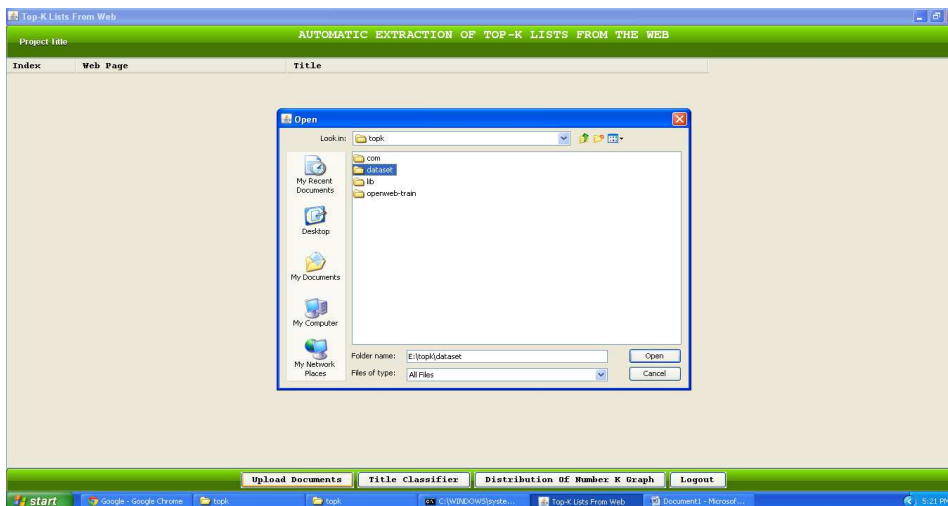 Top-K Lists From Web
AUTOMATIC EXTRACTION OF TOP-K LISTS FROM THE WEB
Project Title
Index Web Page Title
Open
Look in: topk
com
dataset
lib
openweb-train
My Recent
Documents
Desktop
My Documents
My Computer
My Network
Places
Folder name: E:\topk\dataset Open
Files of type: All Files Cancel
Upload Documents Title Classifier Distribution Of Number K Graph Logout
start Google - Google Chrome topk topk C:\WINDOWS\syste... Top-K Lists From Web Document1 - Microsof... 5:21 PM